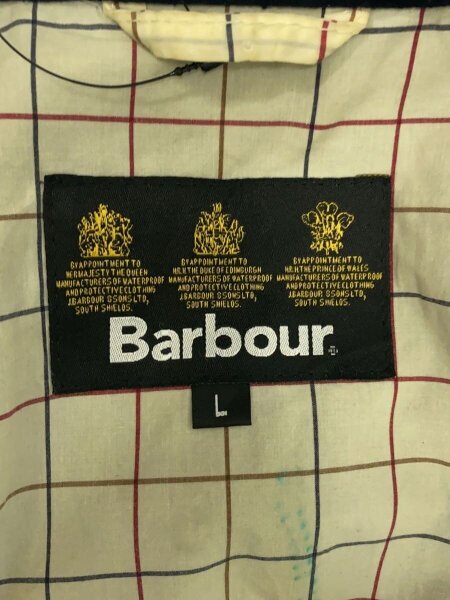 BY APPOINTMENT TO
HER MAJESTY THE QUEEN
MANUFACTURERS OF WATERPROOF
AND PROTECTIVE CLOTHING
J.BARBOUR & SONS LTD,
SOUTH SHIELDS.
BY APPOINTMENT TO
H.R.H. THE DUKE OF EDINBURGH
MANUFACTURERS OF WATERPROOF
AND PROTECTIVE CLOTHING
J.BARBOUR & SONS LTD,
SOUTH SHIELDS.
BY APPOINTMENT TO
H.R.H. THE PRINCE OF WALES
MANUFACTURERS OF WATERPROOF
AND PROTECTIVE CLOTHING
J.BARBOUR & SONS LTD,
SOUTH SHIELDS.
Barbour
L